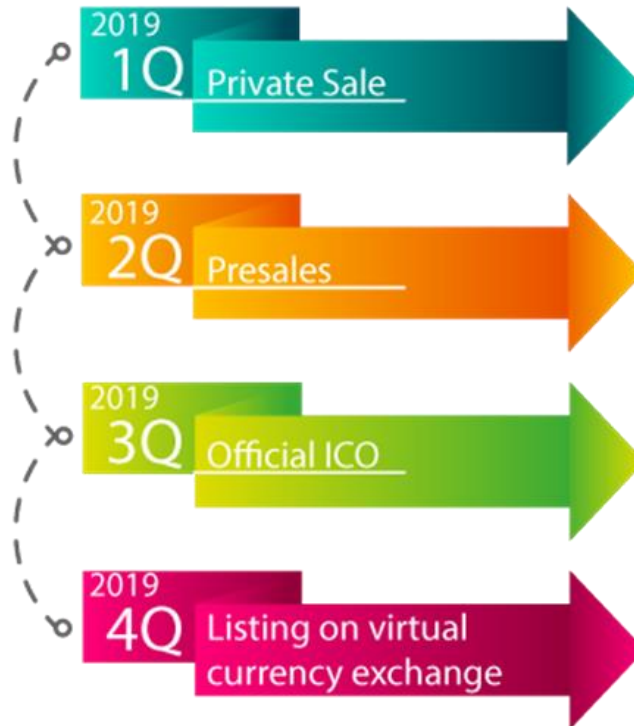 2019
1Q
Private Sale
2019
2Q
Presales
2019
3Q
Official ICO
2019
4Q
Listing on virtual
currency exchange